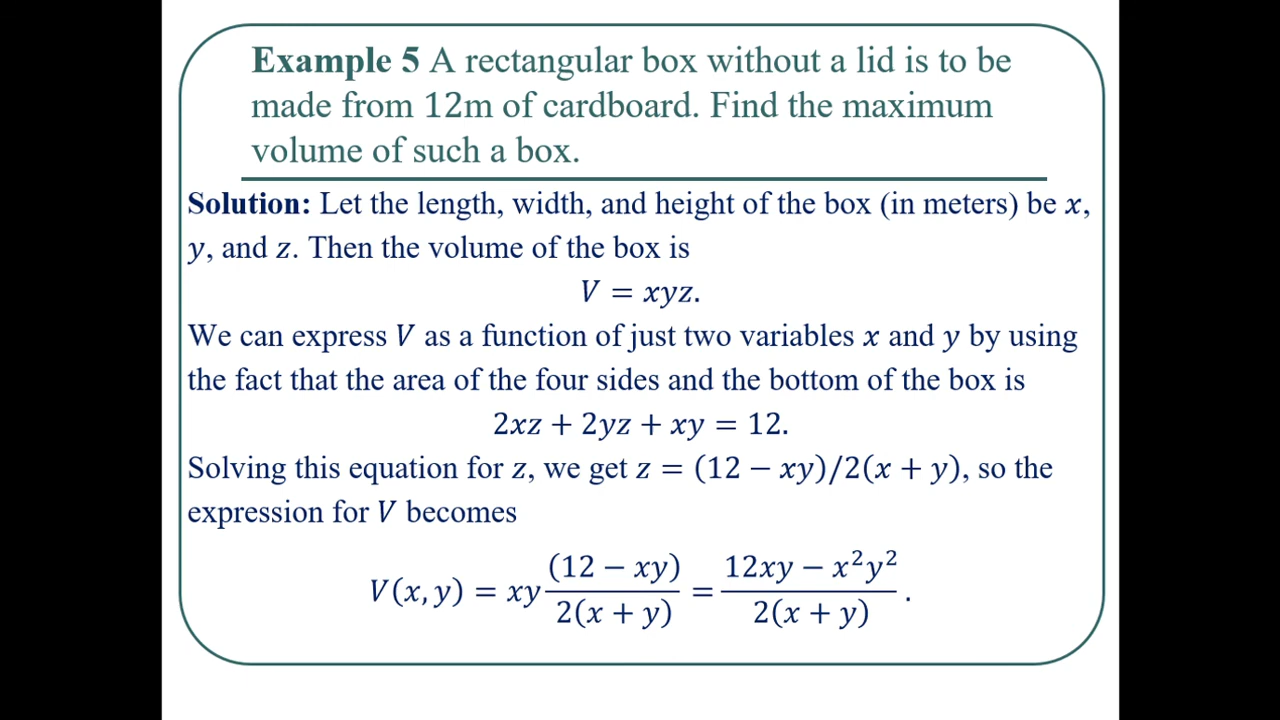 Example 5 A rectangular box without a lid is to be
made from 12m of cardboard. Find the maximum
volume of such a box.
Solution: Let the length, width, and height of the box (in meters) be x,
y, and z. Then the volume of the box is
V = xyz.
We can express V as a function of just two variables x and y by using
the fact that the area of the four sides and the bottom of the box is
2xz + 2yz + xy = 12.
Solving this equation for z, we get z = (12 − xy)/2(x + y), so the
expression for V becomes
V(x, y) = xy (12 − xy)/2(x + y) = 12xy − x²y²/2(x + y) .